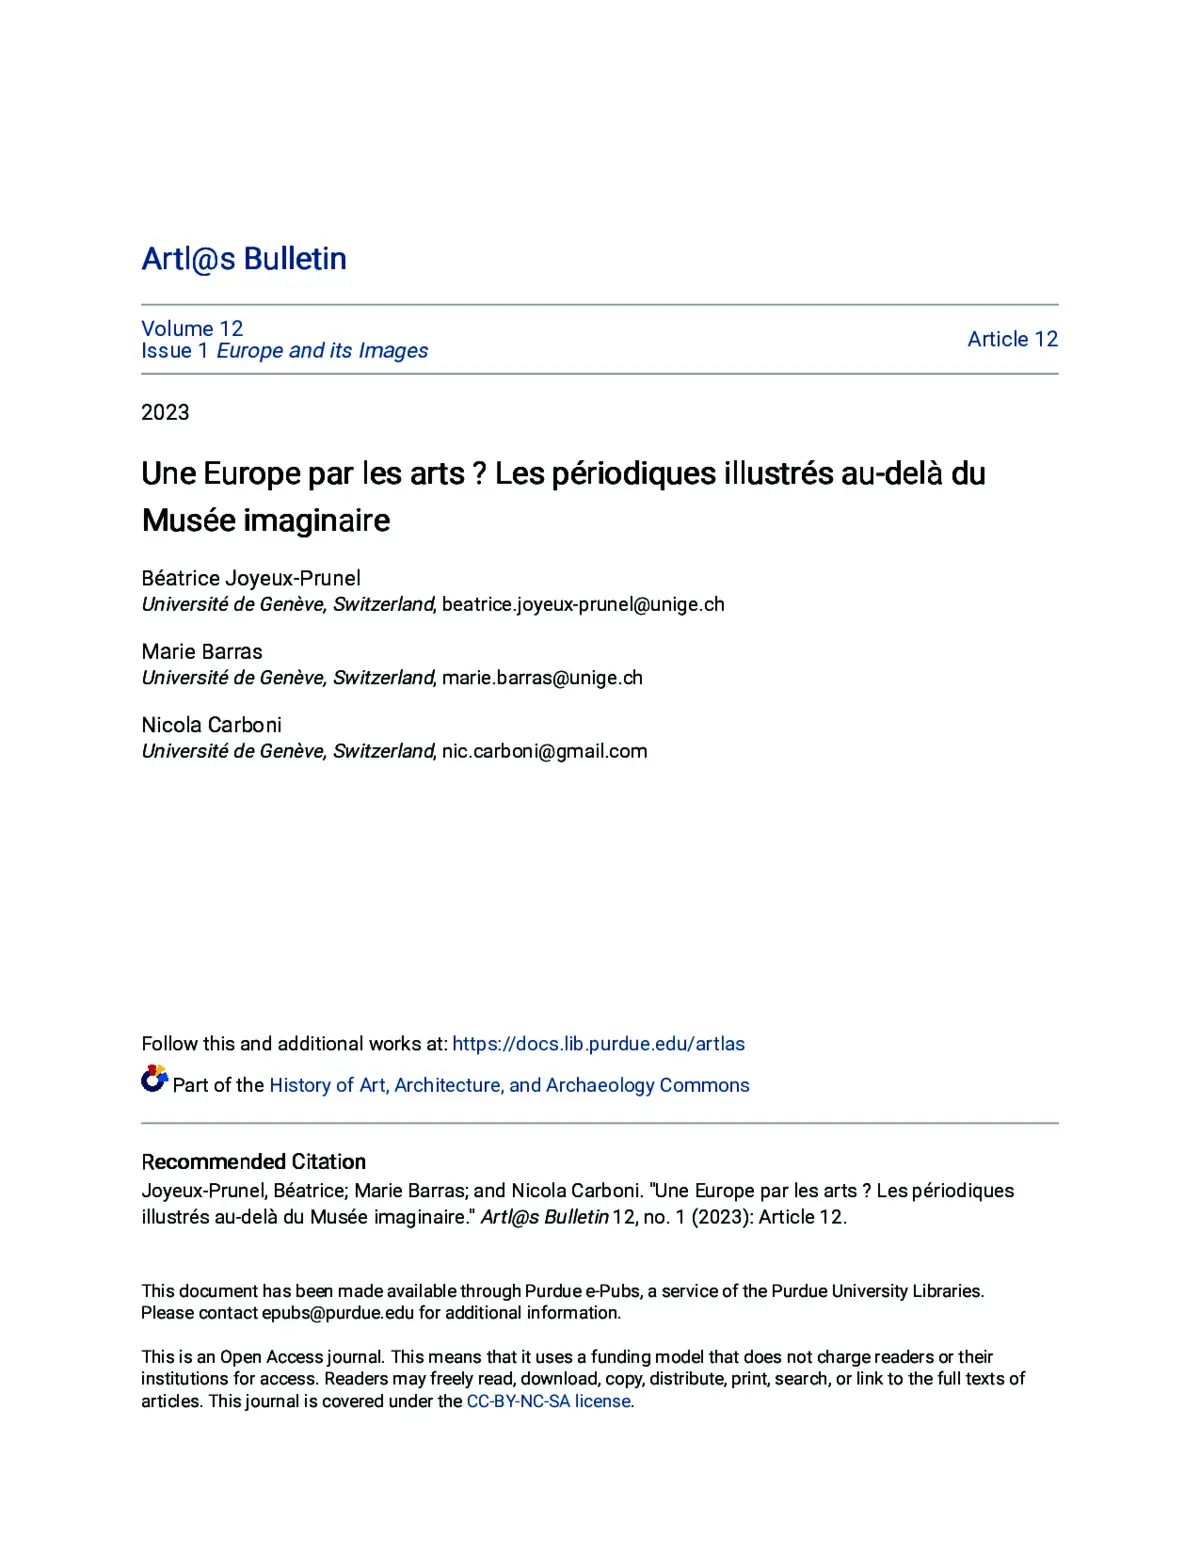 Artl@s Bulletin
Volume 12
Issue 1 Europe and its Images
Article 12
2023
Une Europe par les arts ? Les périodiques illustrés au-delà du
Musée imaginaire
Béatrice Joyeux-Prunel
Université de Genève, Switzerland, beatrice.joyeux-prunel@unige.ch
Marie Barras
Université de Genève, Switzerland, marie.barras@unige.ch
Nicola Carboni
Université de Genève, Switzerland, nic.carboni@gmail.com
Follow this and additional works at: https://docs.lib.purdue.edu/artlas
Part of the History of Art, Architecture, and Archaeology Commons
Recommended Citation
Joyeux-Prunel, Béatrice; Marie Barras; and Nicola Carboni. "Une Europe par les arts ? Les périodiques
illustrés au-delà du Musée imaginaire." Artl@s Bulletin 12, no. 1 (2023): Article 12.
This document has been made available through Purdue e-Pubs, a service of the Purdue University Libraries.
Please contact epubs@purdue.edu for additional information.
This is an Open Access journal. This means that it uses a funding model that does not charge readers or their
institutions for access. Readers may freely read, download, copy, distribute, print, search, or link to the full texts of
articles. This journal is covered under the CC-BY-NC-SA license.